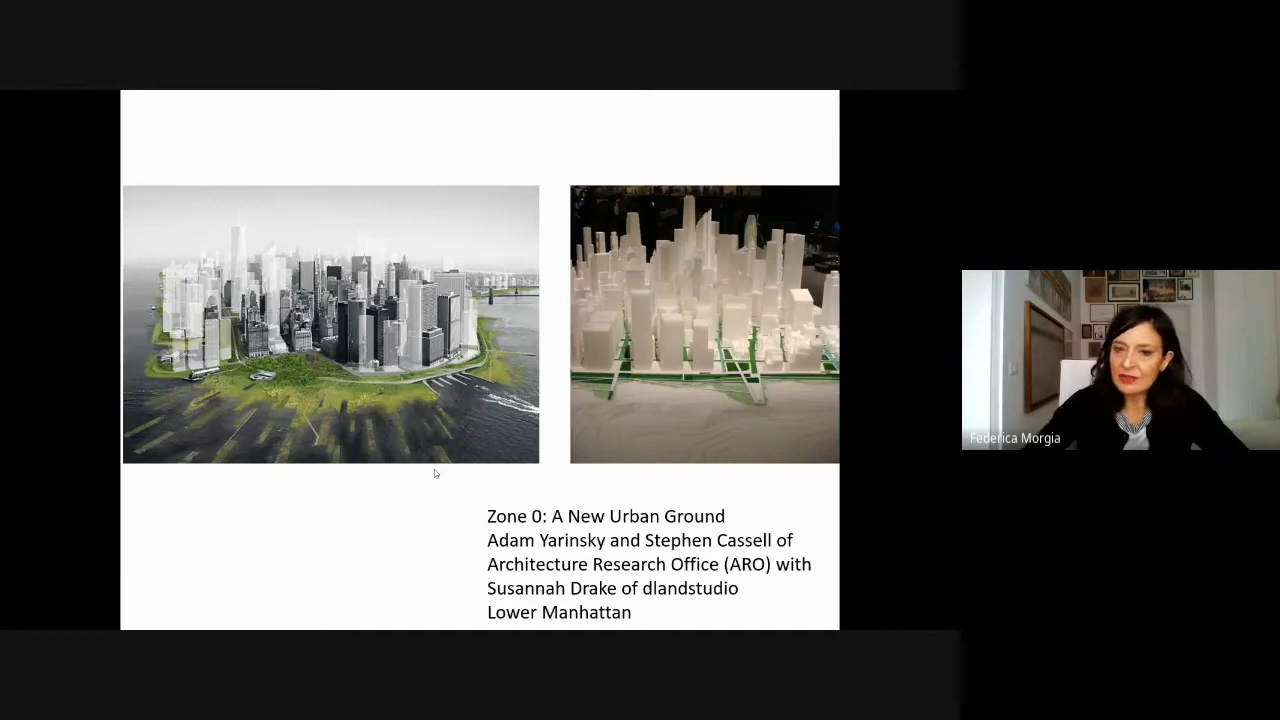 Zone 0: A New Urban Ground
Adam Yarinsky and Stephen Cassell of
Architecture Research Office (ARO) with
Susannah Drake of dlandstudio
Lower Manhattan
Federica Morgia